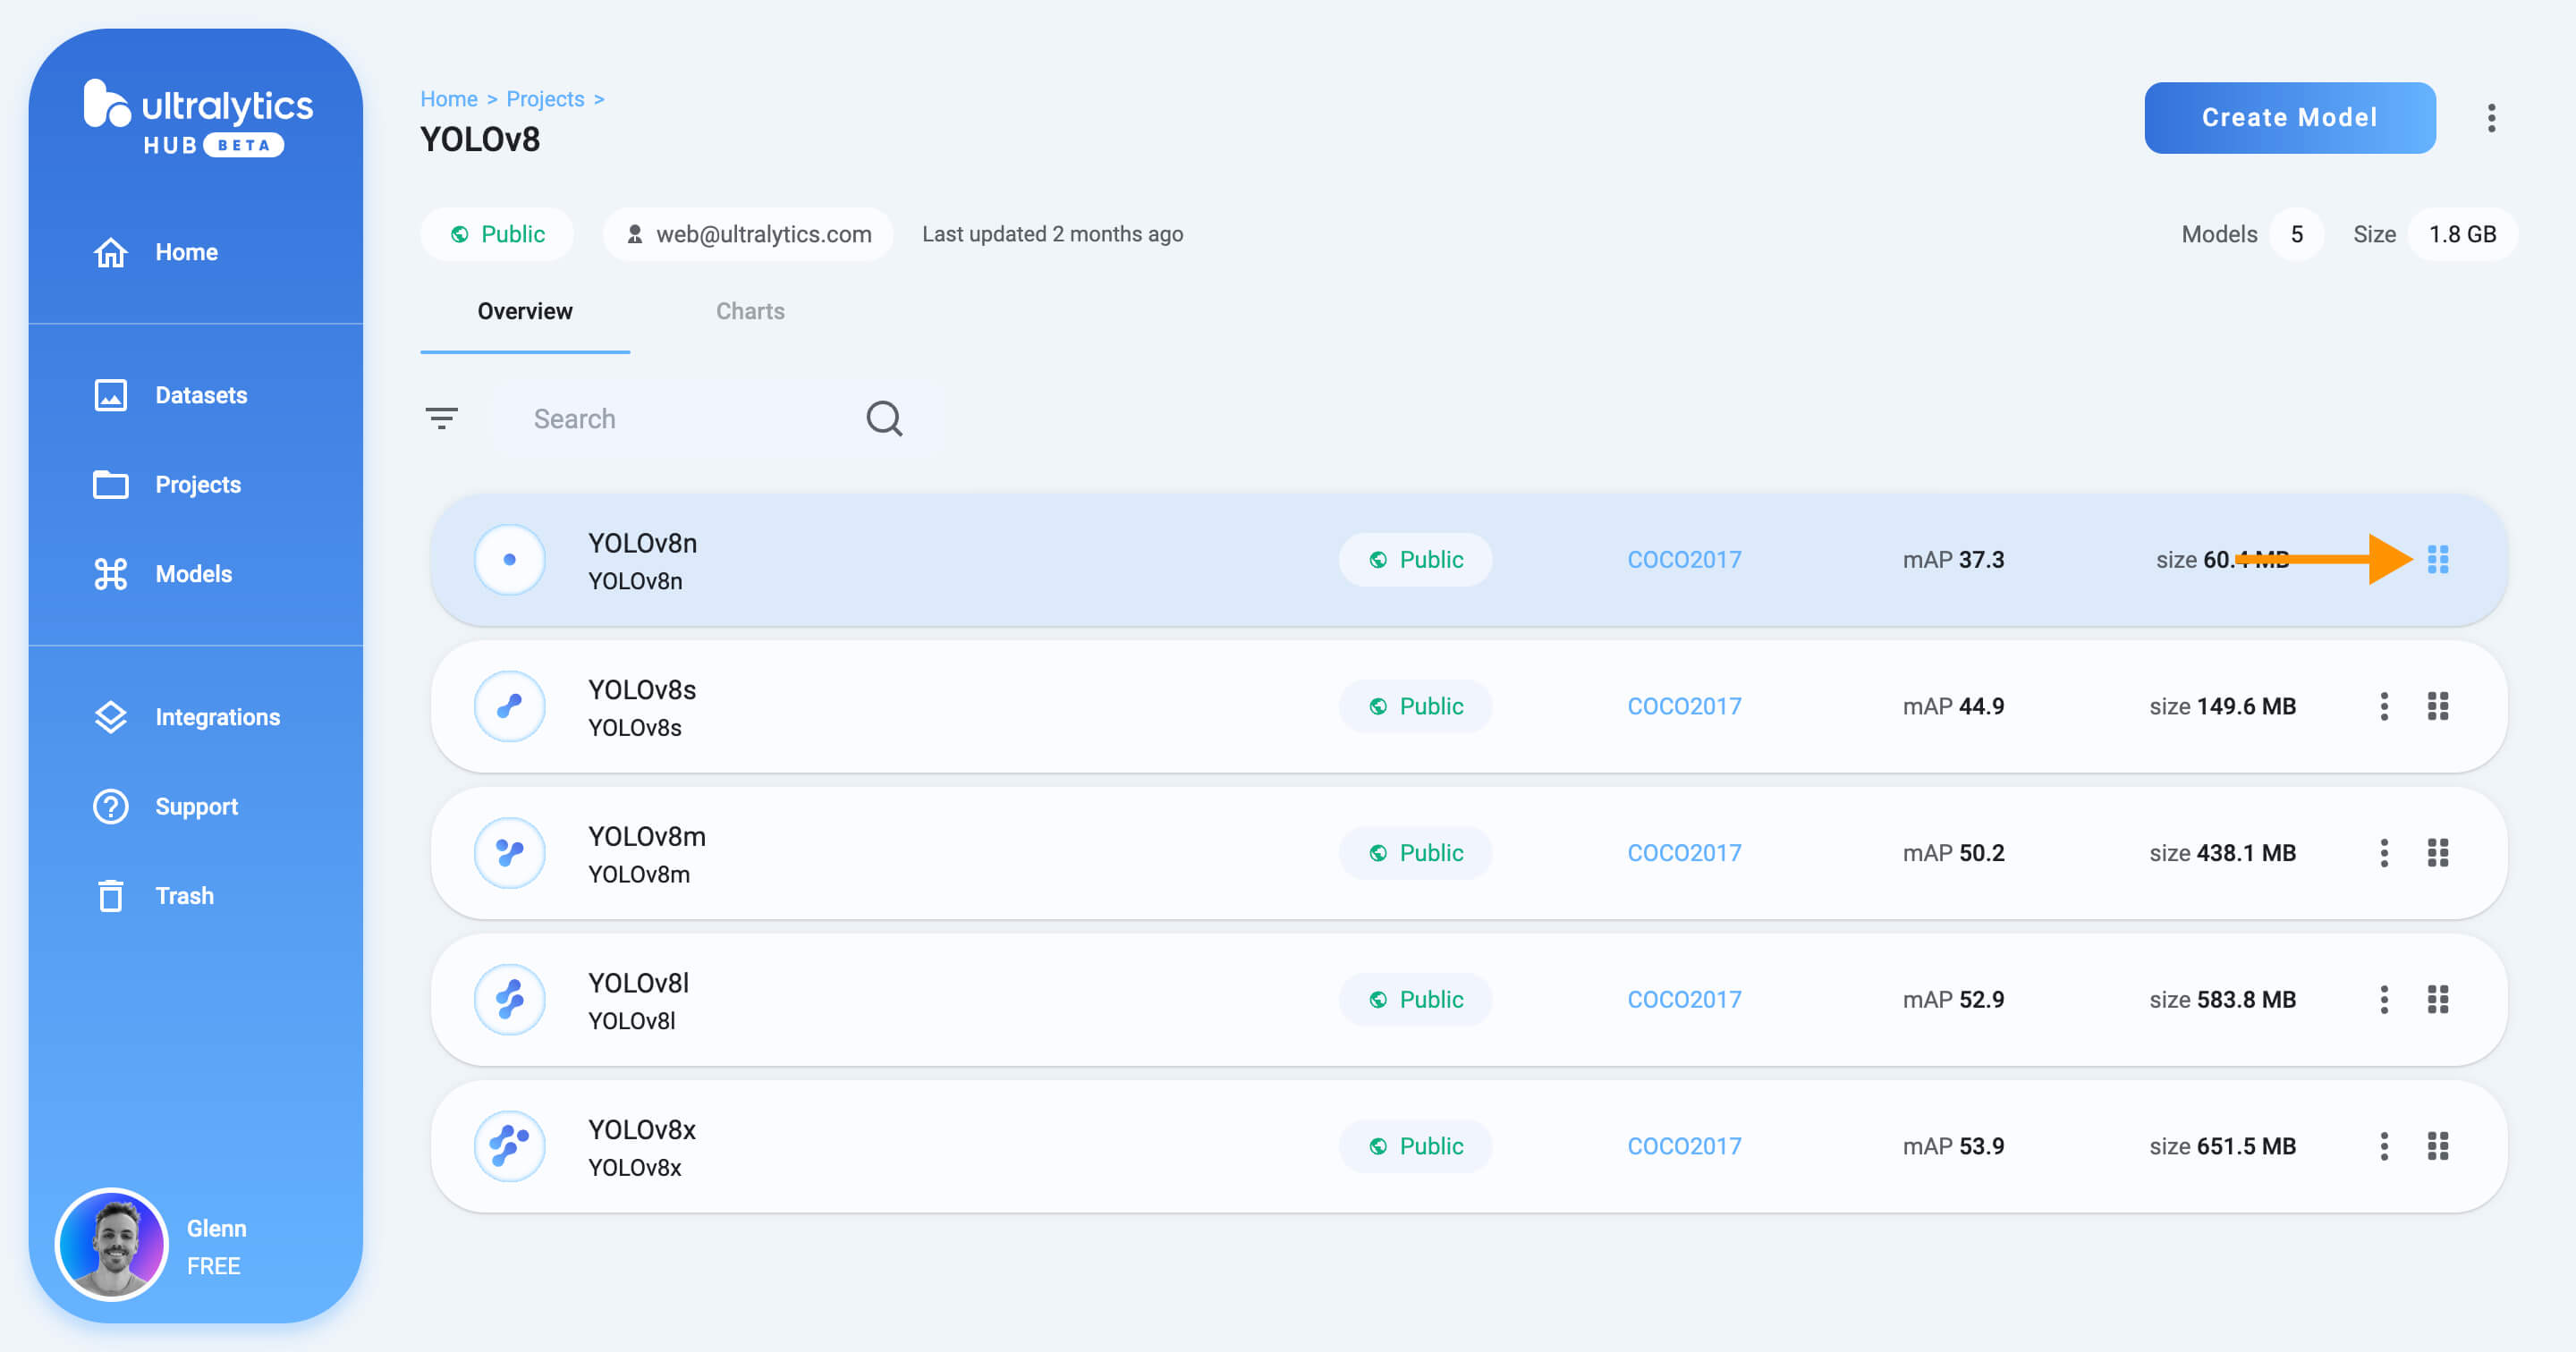 ultralytics
HUB BETA
Home
Datasets
Projects
Models
Integrations
Support
Trash
Glenn
FREE
Home > Projects >
YOLOv8
Create Model
Public web@ultralytics.com Last updated 2 months ago Models 5 Size 1.8 GB
Overview Charts
Search
YOLOv8n
YOLOv8n
Public COCO2017 mAP 37.3 size 60.4 MB
YOLOv8s
YOLOv8s
Public COCO2017 mAP 44.9 size 149.6 MB
YOLOv8m
YOLOv8m
Public COCO2017 mAP 50.2 size 438.1 MB
YOLOv8l
YOLOv8l
Public COCO2017 mAP 52.9 size 583.8 MB
YOLOv8x
YOLOv8x
Public COCO2017 mAP 53.9 size 651.5 MB